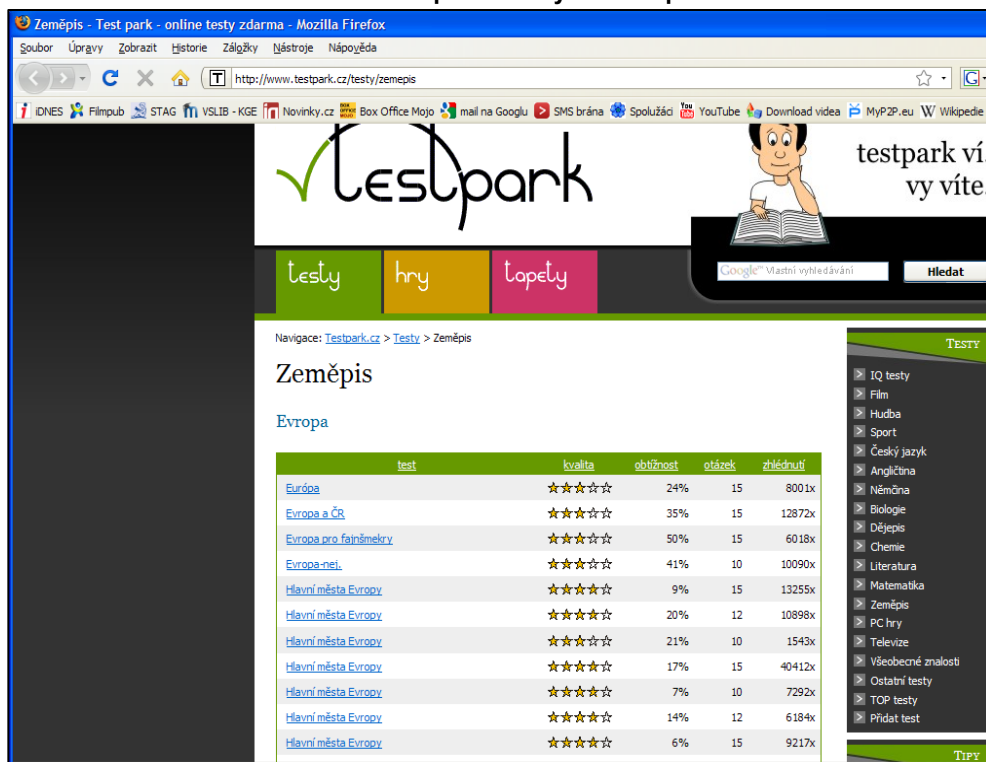 Zeměpis - Test park - online testy zdarma - Mozilla Firefox
Soubor Úpravy Zobrazit Historie Záložky Nástroje Nápověda
http://www.testpark.cz/testy/zemepis
iDNES Filmpub STAG VSLIB - KGE Novinky.cz Box Office Mojo mail na Googlu SMS brána Spolužáci YouTube Download videa MyP2P.eu Wikipedie
testpark
testpark ví
vy víte
testy hry tapety
Google™ Vlastní vyhledávání Hledat
Navigace: Testpark.cz > Testy > Zeměpis
Zeměpis
Evropa
test kvalita obtížnost otázek zhlédnutí
Európa 24% 15 8001x
Evropa a ČR 35% 15 12872x
Evropa pro fajnšmekry 50% 15 6018x
Evropa-nej. 41% 10 10090x
Hlavní města Evropy 9% 15 13255x
Hlavní města Evropy 20% 12 10898x
Hlavní města Evropy 21% 10 1543x
Hlavní města Evropy 17% 15 40412x
Hlavní města Evropy 7% 10 7292x
Hlavní města Evropy 14% 12 6184x
Hlavní města Evropy 6% 15 9217x
Testy
IQ testy
Film
Hudba
Sport
Český jazyk
Angličtina
Němčina
Biologie
Dějepis
Chemie
Literatura
Matematika
Zeměpis
PC hry
Televize
Všeobecné znalosti
Ostatní testy
TOP testy
Přidat test
Tipy